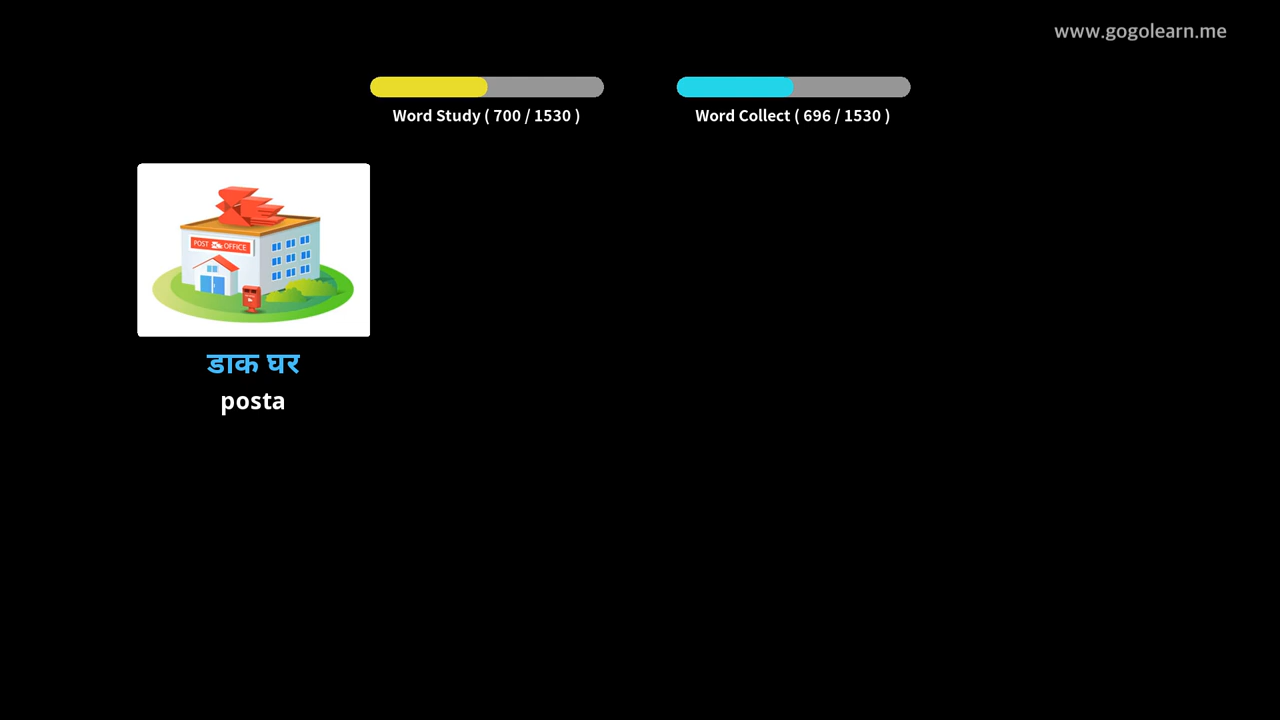 www.gogolearn.me
Word Study ( 700 / 1530 )
Word Collect ( 696 / 1530 )
POST OFFICE
डाक घर
posta